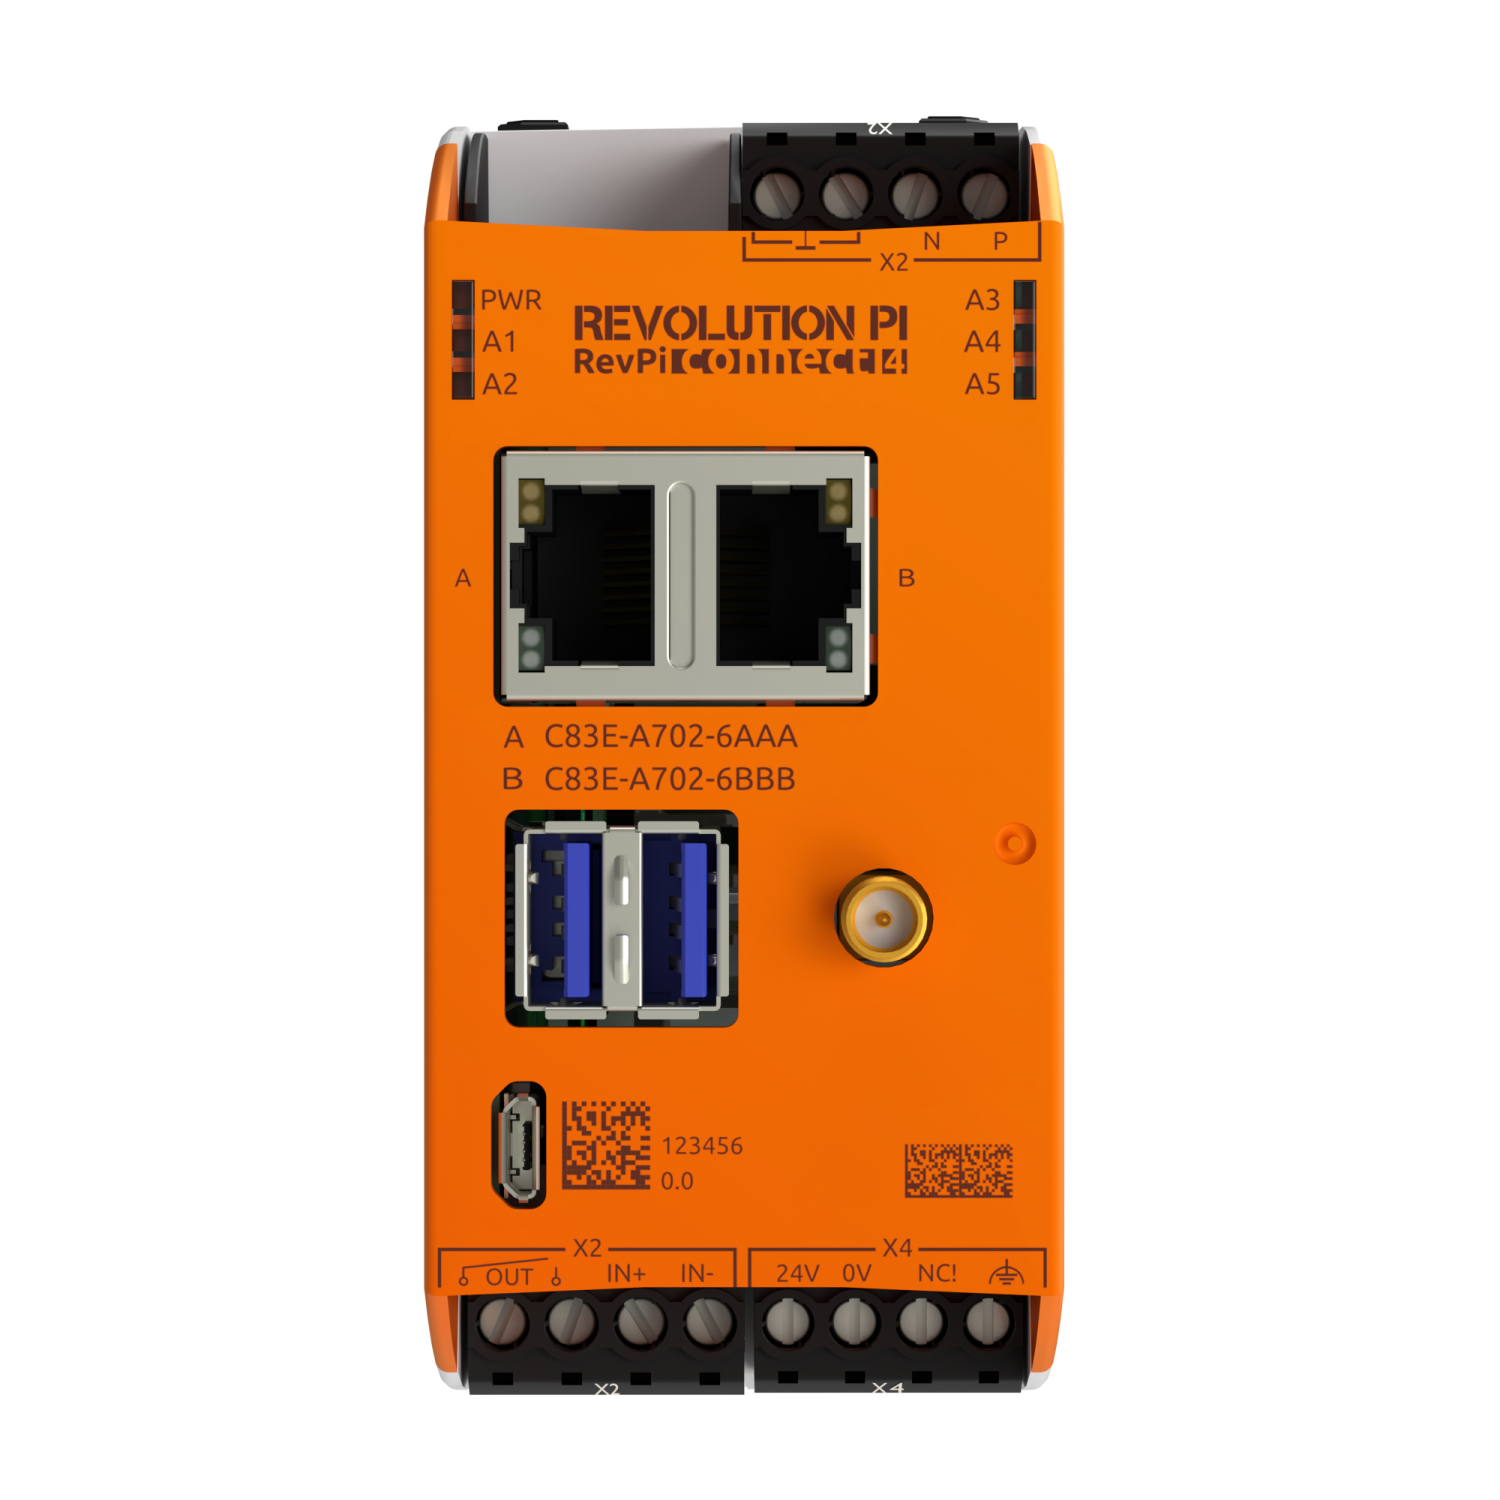 X2
N P
X2
PWR
A1
A2
A3
A4
A5
REVOLUTION PI
RevPi connect 4
A
B
A C83E-A702-6AAA
B C83E-A702-6BBB
123456
0.0
X2
OUT IN+ IN-
X4
24V 0V NC!
X2
X4